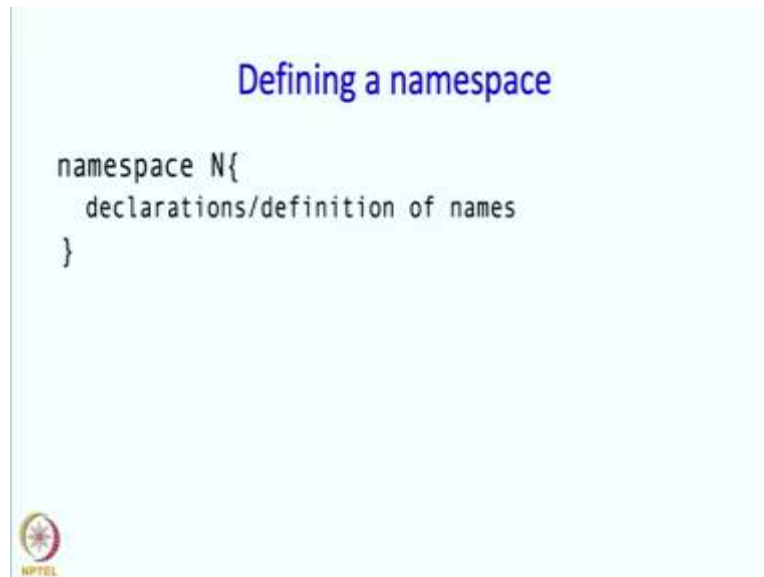 Defining a namespace
namespace N{
declarations/definition of names
}
NPTEL